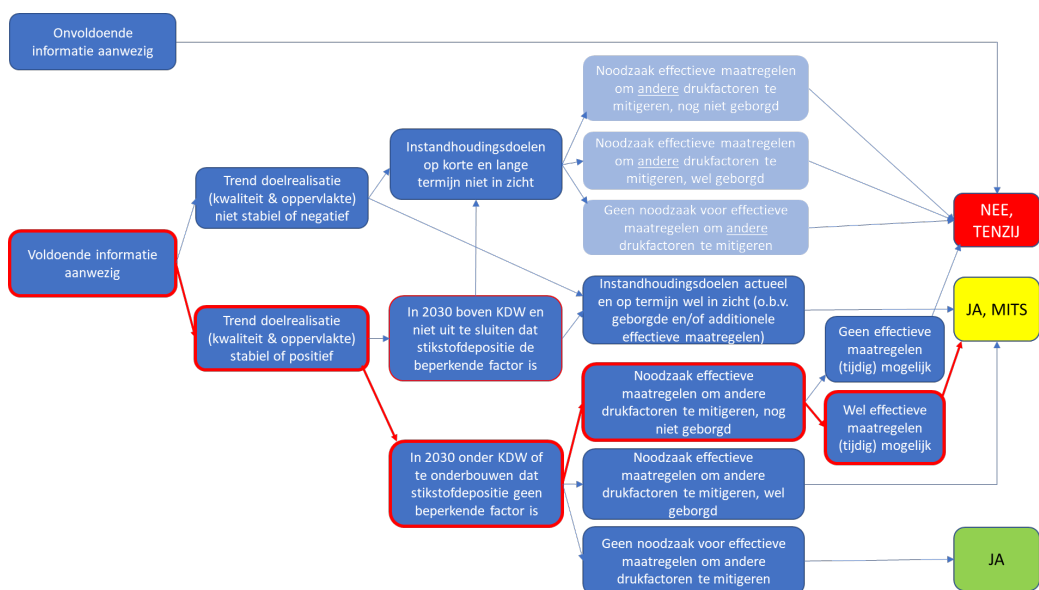 Onvoldoende
informatie aanwezig
Noodzaak effectieve maatregelen
om andere drukfactoren te
mitigeren, nog niet geborgd
Instandhoudingsdoelen
op korte en lange
termijn niet in zicht
Noodzaak effectieve maatregelen
om andere drukfactoren te
mitigeren, wel geborgd
Trend doelrealisatie
(kwaliteit & oppervlakte)
niet stabiel of negatief
Geen noodzaak voor effectieve
maatregelen om andere
drukfactoren te mitigeren
NEE,
TENZIJ
Voldoende informatie
aanwezig
Instandhoudingsdoelen actueel
en op termijn wel in zicht (o.b.v.
geborgde en/of additionele
effectieve maatregelen)
JA, MITS
Trend doelrealisatie
(kwaliteit & oppervlakte)
stabiel of positief
In 2030 boven KDW en
niet uit te sluiten dat
stikstofdepositie de
beperkende factor is
Geen effectieve
maatregelen
(tijdig) mogelijk
Noodzaak effectieve
maatregelen om andere
drukfactoren te mitigeren, nog
niet geborgd
Wel effectieve
maatregelen
(tijdig) mogelijk
In 2030 onder KDW of
te onderbouwen dat
stikstofdepositie geen
beperkende factor is
Noodzaak effectieve
maatregelen om andere
drukfactoren te mitigeren, wel
geborgd
Geen noodzaak voor effectieve
maatregelen om andere
drukfactoren te mitigeren
JA